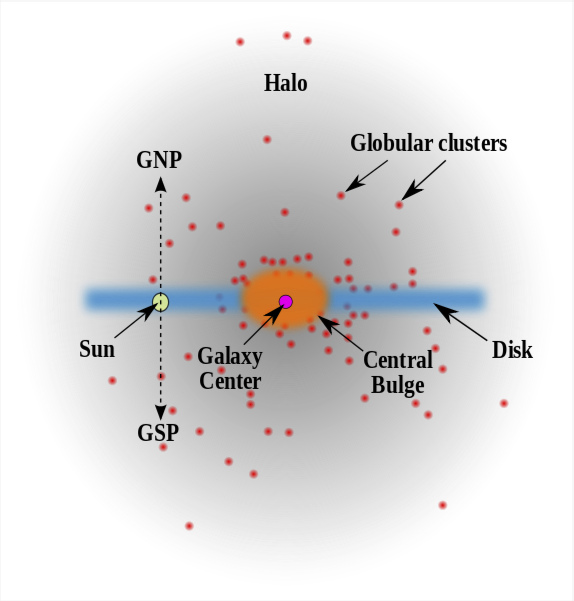 Halo
GNP
Globular clusters
Sun
Galaxy
Center
Central
Bulge
Disk
GSP